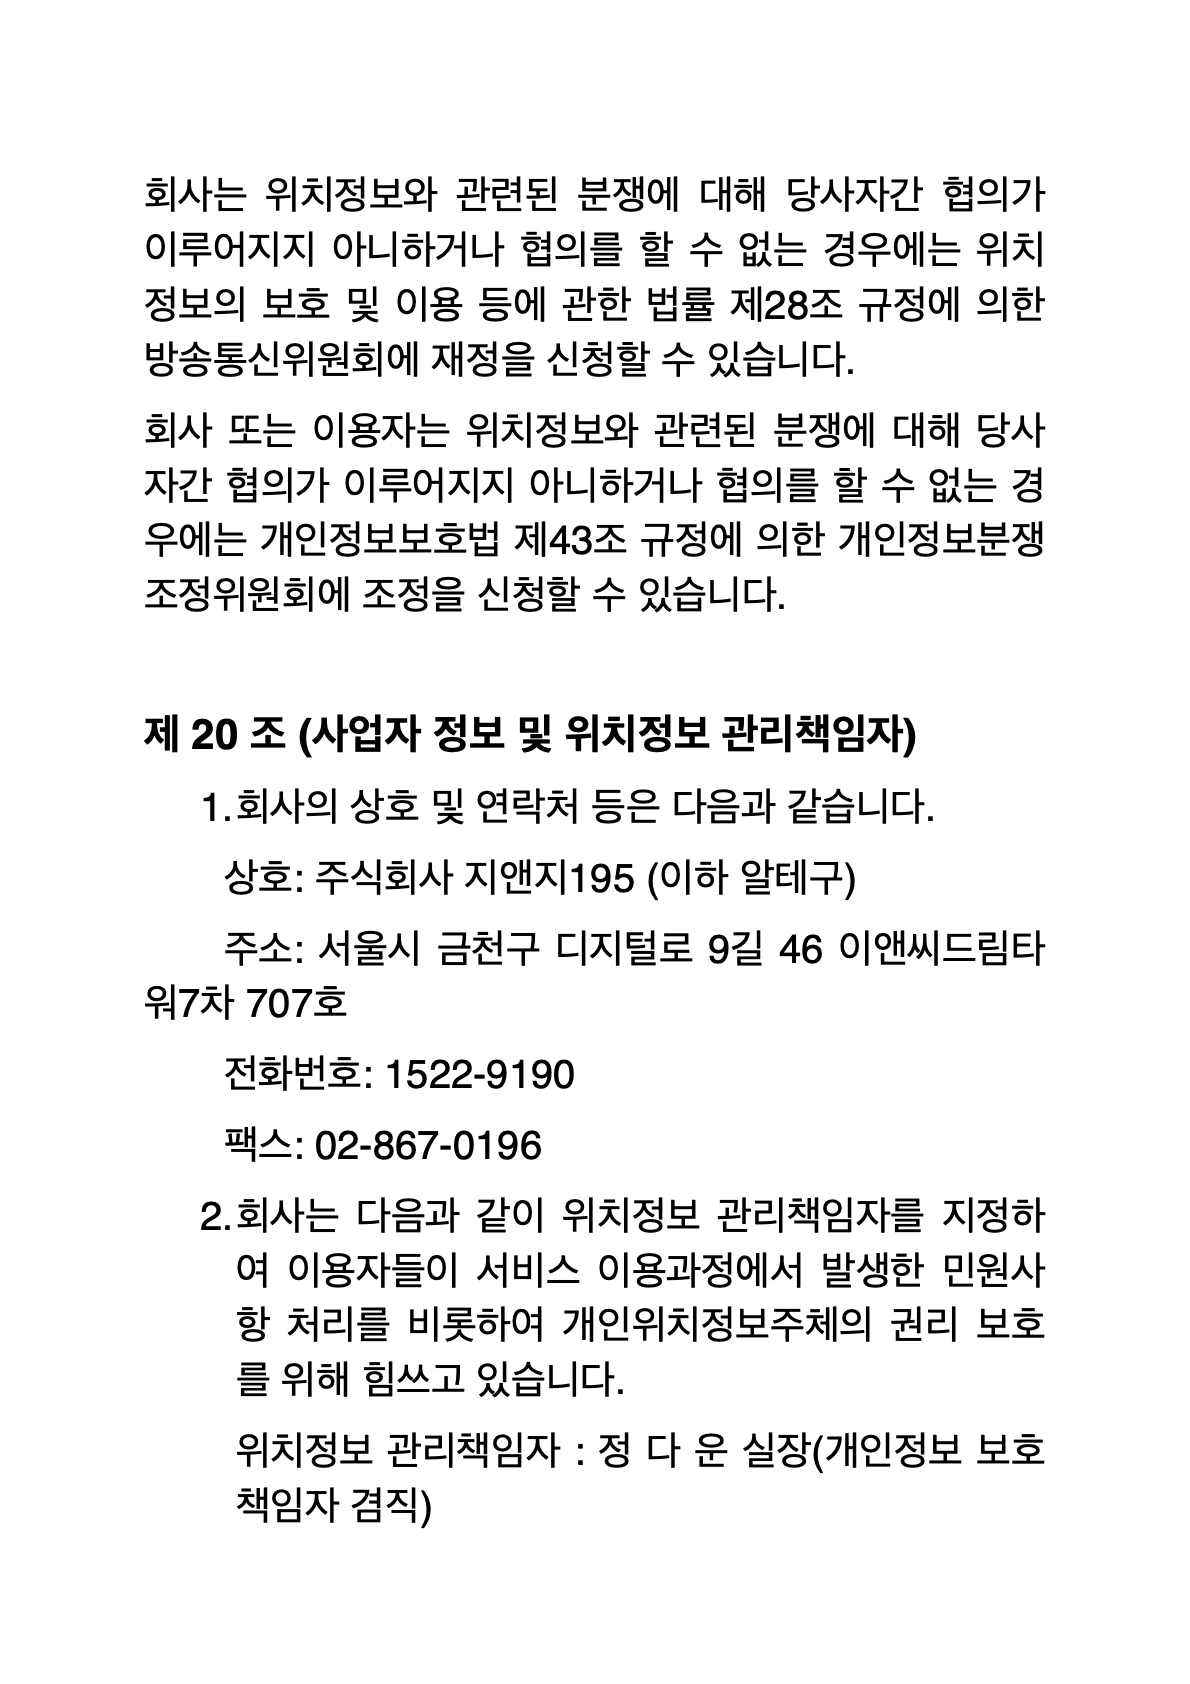 회사는 위치정보와 관련된 분쟁에 대해 당사자간 협의가
이루어지지 아니하거나 협의를 할 수 없는 경우에는 위치
정보의 보호 및 이용 등에 관한 법률 제28조 규정에 의한
방송통신위원회에 재정을 신청할 수 있습니다.
회사 또는 이용자는 위치정보와 관련된 분쟁에 대해 당사
자간 협의가 이루어지지 아니하거나 협의를 할 수 없는 경
우에는 개인정보보호법 제43조 규정에 의한 개인정보분쟁
조정위원회에 조정을 신청할 수 있습니다.
제 20 조 (사업자 정보 및 위치정보 관리책임자)
1. 회사의 상호 및 연락처 등은 다음과 같습니다.
상호: 주식회사 지앤지195 (이하 알테구)
주소: 서울시 금천구 디지털로 9길 46 이앤씨드림타
워7차 707호
전화번호: 1522-9190
팩스: 02-867-0196
2. 회사는 다음과 같이 위치정보 관리책임자를 지정하
여 이용자들이 서비스 이용과정에서 발생한 민원사
항 처리를 비롯하여 개인위치정보주체의 권리 보호
를 위해 힘쓰고 있습니다.
위치정보 관리책임자 : 정 다 운 실장(개인정보 보호
책임자 겸직)